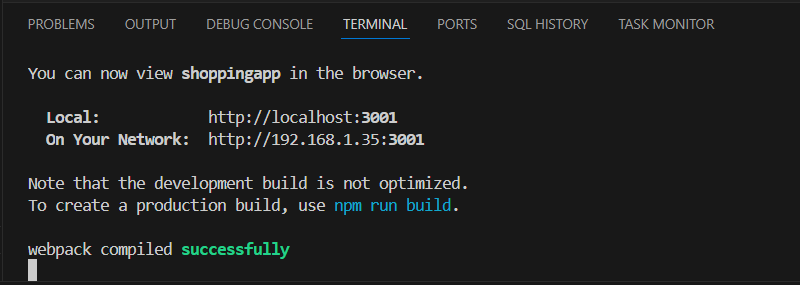 PROBLEMS OUTPUT DEBUG CONSOLE TERMINAL PORTS SQL HISTORY TASK MONITOR
You can now view shoppingapp in the browser.
Local: http://localhost:3001
On Your Network: http://192.168.1.35:3001
Note that the development build is not optimized.
To create a production build, use npm run build.
webpack compiled successfully